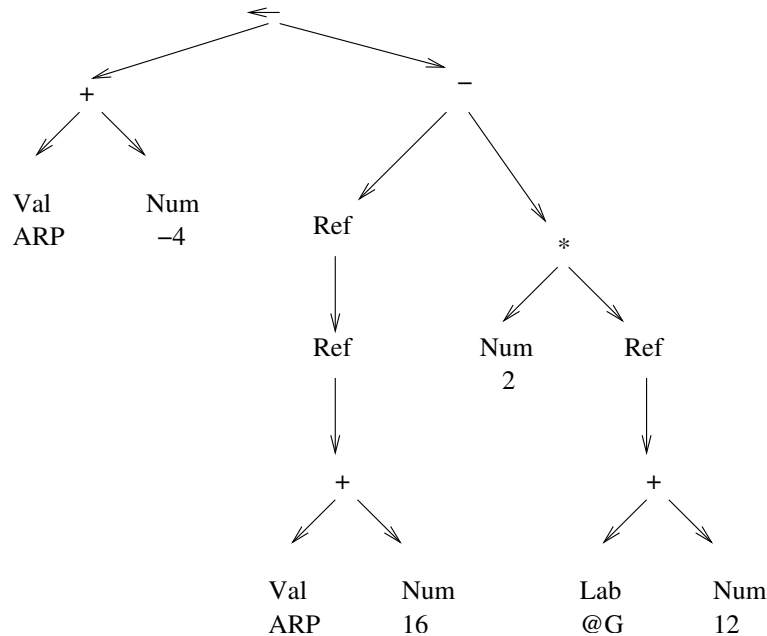 ←
+
−
Val
ARP
Num
−4
Ref
*
Ref
Num
2
Ref
+
+
Val
ARP
Num
16
Lab
@G
Num
12